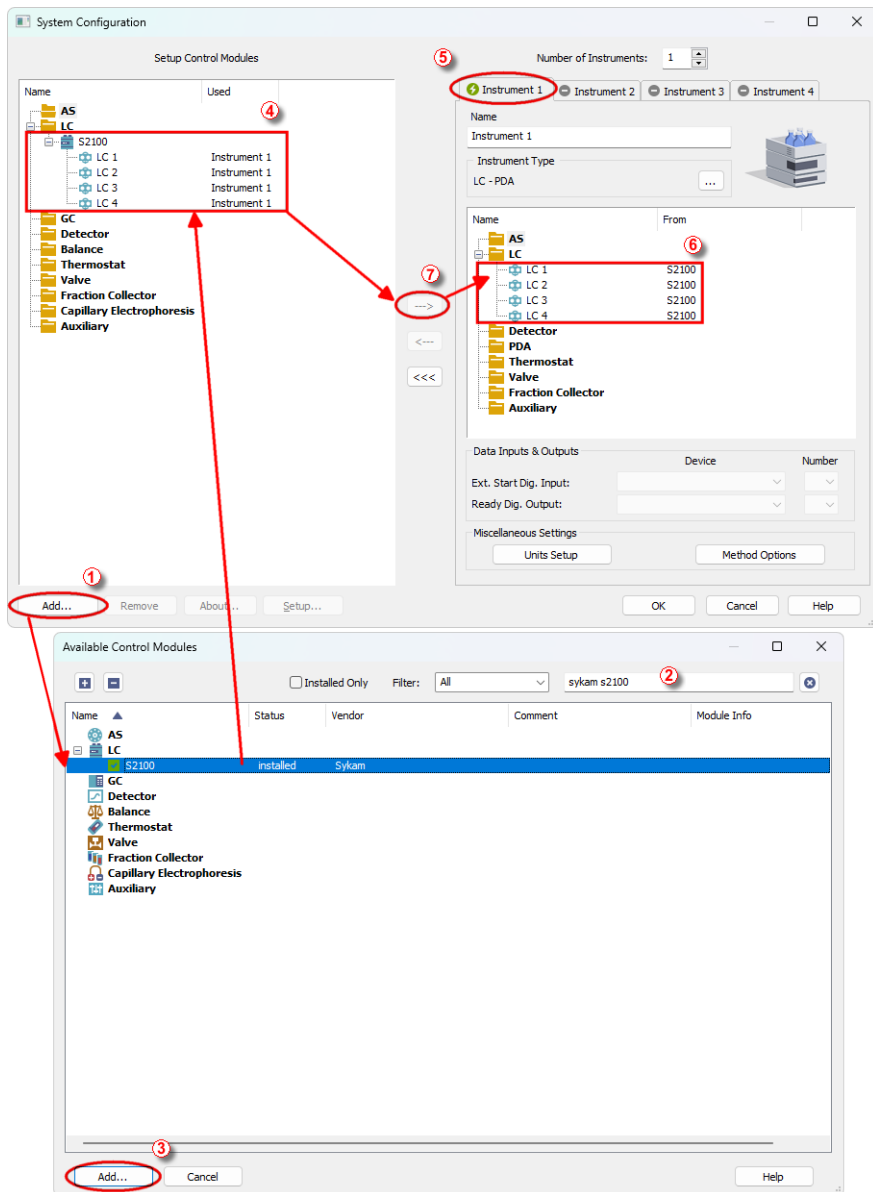 System Configuration
Setup Control Modules
⑤
Number of Instruments: 1
Name Used
④
AS
LC
S2100
LC 1 Instrument 1
LC 2 Instrument 1
LC 3 Instrument 1
LC 4 Instrument 1
GC
Detector
Balance
Thermostat
Valve
Fraction Collector
Capillary Electrophoresis
Auxiliary
⑦
--->
<---
<<<
Instrument 1 Instrument 2 Instrument 3 Instrument 4
Name
Instrument 1
Instrument Type
LC - PDA ...
Name From
⑥
AS
LC
LC 1 S2100
LC 2 S2100
LC 3 S2100
LC 4 S2100
Detector
PDA
Thermostat
Valve
Fraction Collector
Auxiliary
Data Inputs & Outputs
Device Number
Ext. Start Dig. Input:
Ready Dig. Output:
Miscellaneous Settings
Units Setup Method Options
①
Add... Remove About... Setup... OK Cancel Help
Available Control Modules
Installed Only Filter: All sykam s2100 ②
Name Status Vendor Comment Module Info
AS
LC
S2100 installed Sykam
GC
Detector
Balance
Thermostat
Valve
Fraction Collector
Capillary Electrophoresis
Auxiliary
③
Add... Cancel Help